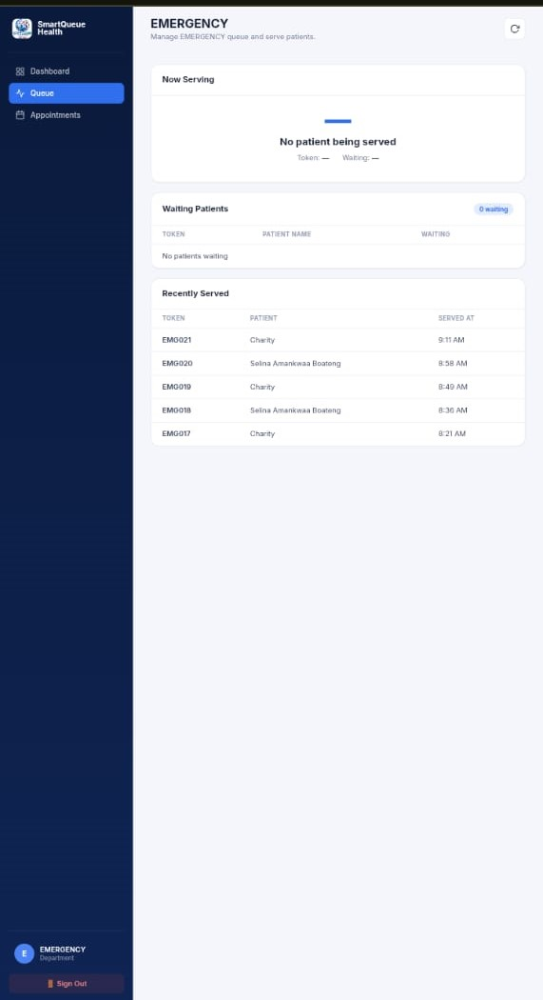 SmartQueue
Health
Dashboard
Queue
Appointments
EMERGENCY
Manage EMERGENCY queue and serve patients.
Now Serving
—
No patient being served
Token: — Waiting: —
Waiting Patients 0 waiting
TOKEN PATIENT NAME WAITING
No patients waiting
Recently Served
TOKEN PATIENT SERVED AT
EMG021 Charity 9:11 AM
EMG020 Selina Amankwaa Boateng 8:58 AM
EMG019 Charity 8:49 AM
EMG018 Selina Amankwaa Boateng 8:36 AM
EMG017 Charity 8:21 AM
E
EMERGENCY
Department
Sign Out